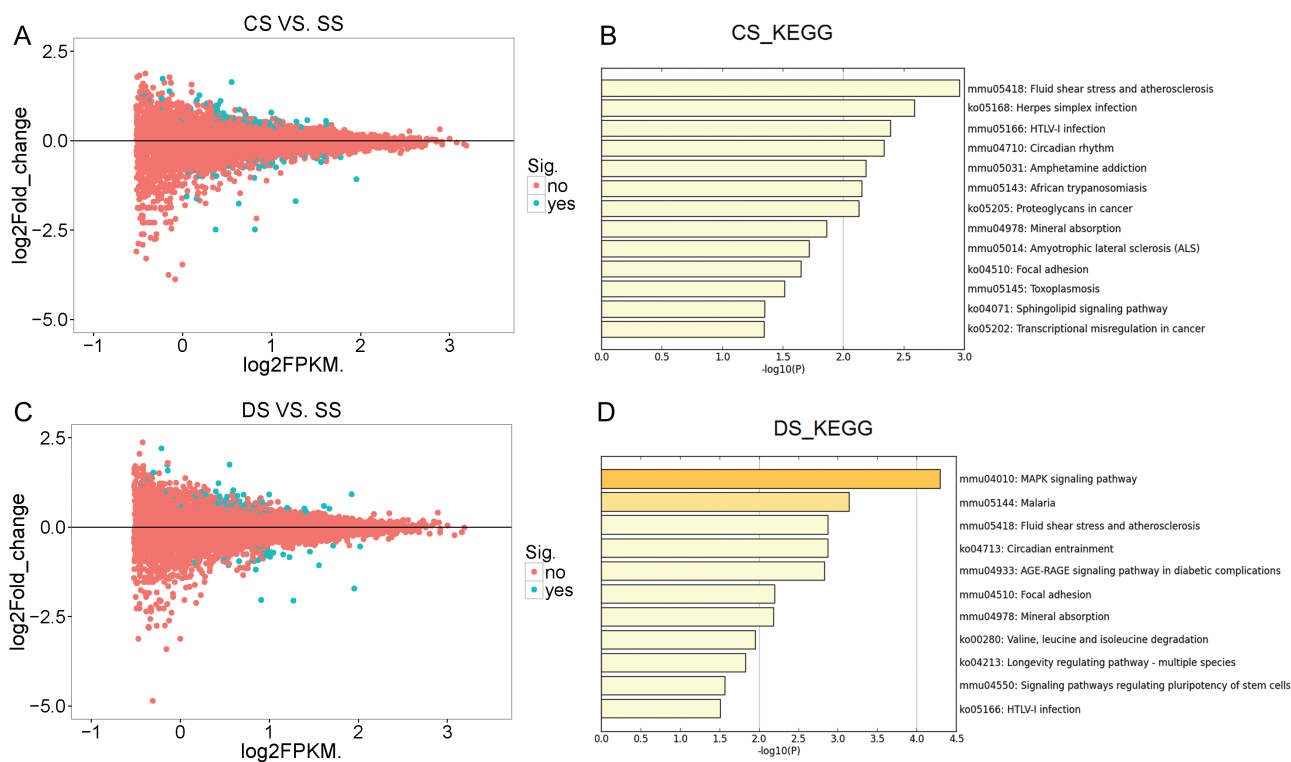 A
CS VS. SS
2.5
0.0
−2.5
−5.0
log2Fold_change
−1
0
1
2
3
log2FPKM.
Sig.
no
yes
B
CS_KEGG
mmu05418: Fluid shear stress and atherosclerosis
ko05168: Herpes simplex infection
mmu05166: HTLV-I infection
mmu04710: Circadian rhythm
mmu05031: Amphetamine addiction
mmu05143: African trypanosomiasis
ko05205: Proteoglycans in cancer
mmu04978: Mineral absorption
mmu05014: Amyotrophic lateral sclerosis (ALS)
ko04510: Focal adhesion
mmu05145: Toxoplasmosis
ko04071: Sphingolipid signaling pathway
ko05202: Transcriptional misregulation in cancer
0.0 0.5 1.0 1.5 2.0 2.5 3.0
-log10(P)
C
DS VS. SS
2.5
0.0
−2.5
−5.0
log2Fold_change
−1
0
1
2
3
log2FPKM.
Sig.
no
yes
D
DS_KEGG
mmu04010: MAPK signaling pathway
mmu05144: Malaria
mmu05418: Fluid shear stress and atherosclerosis
ko04713: Circadian entrainment
mmu04933: AGE-RAGE signaling pathway in diabetic complications
mmu04510: Focal adhesion
mmu04978: Mineral absorption
ko00280: Valine, leucine and isoleucine degradation
ko04213: Longevity regulating pathway - multiple species
mmu04550: Signaling pathways regulating pluripotency of stem cells
ko05166: HTLV-I infection
0.0 0.5 1.0 1.5 2.0 2.5 3.0 3.5 4.0 4.5
-log10(P)